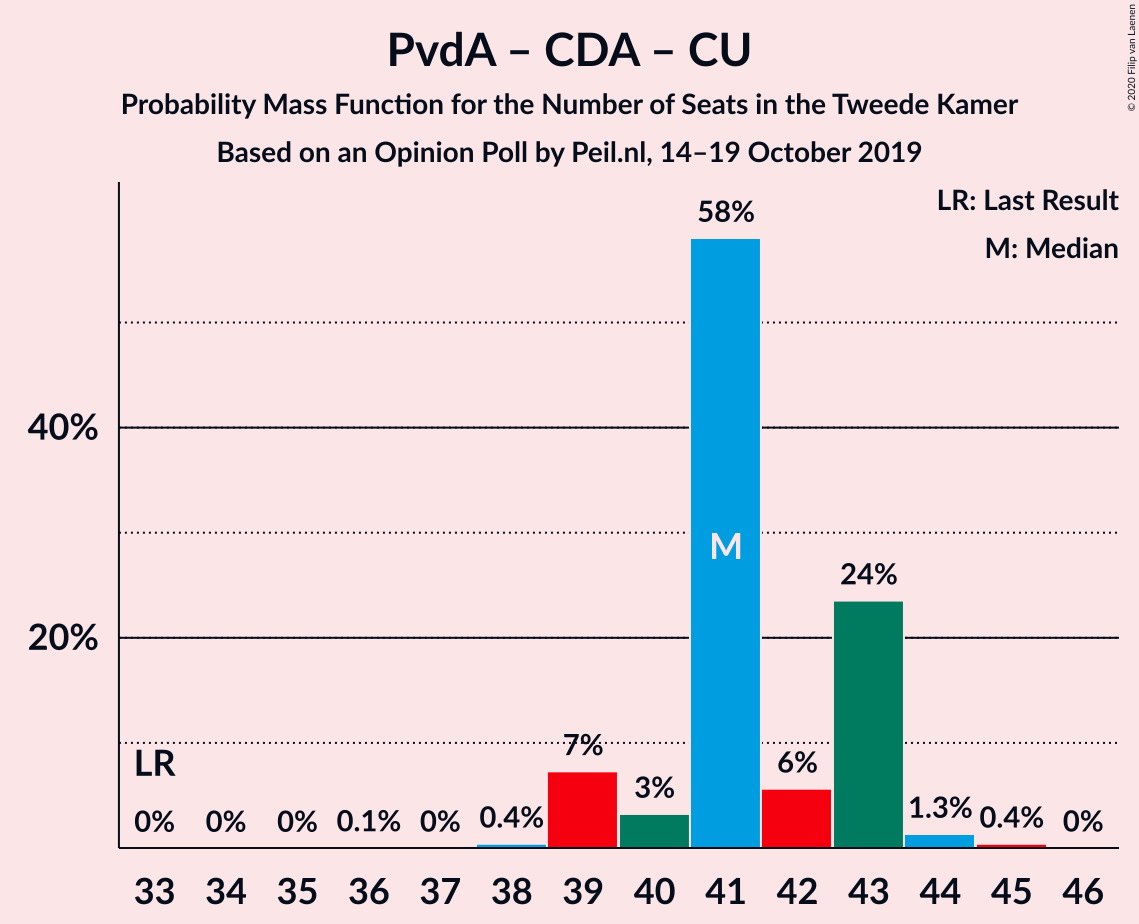 PvdA – CDA – CU
Probability Mass Function for the Number of Seats in the Tweede Kamer
Based on an Opinion Poll by Peil.nl, 14–19 October 2019
© 2020 Filip van Laenen
LR: Last Result
M: Median
58%
40%
M
24%
20%
7%
LR
6%
3%
0% 0% 0% 0.1% 0% 0.4% 1.3% 0.4% 0%
33 34 35 36 37 38 39 40 41 42 43 44 45 46